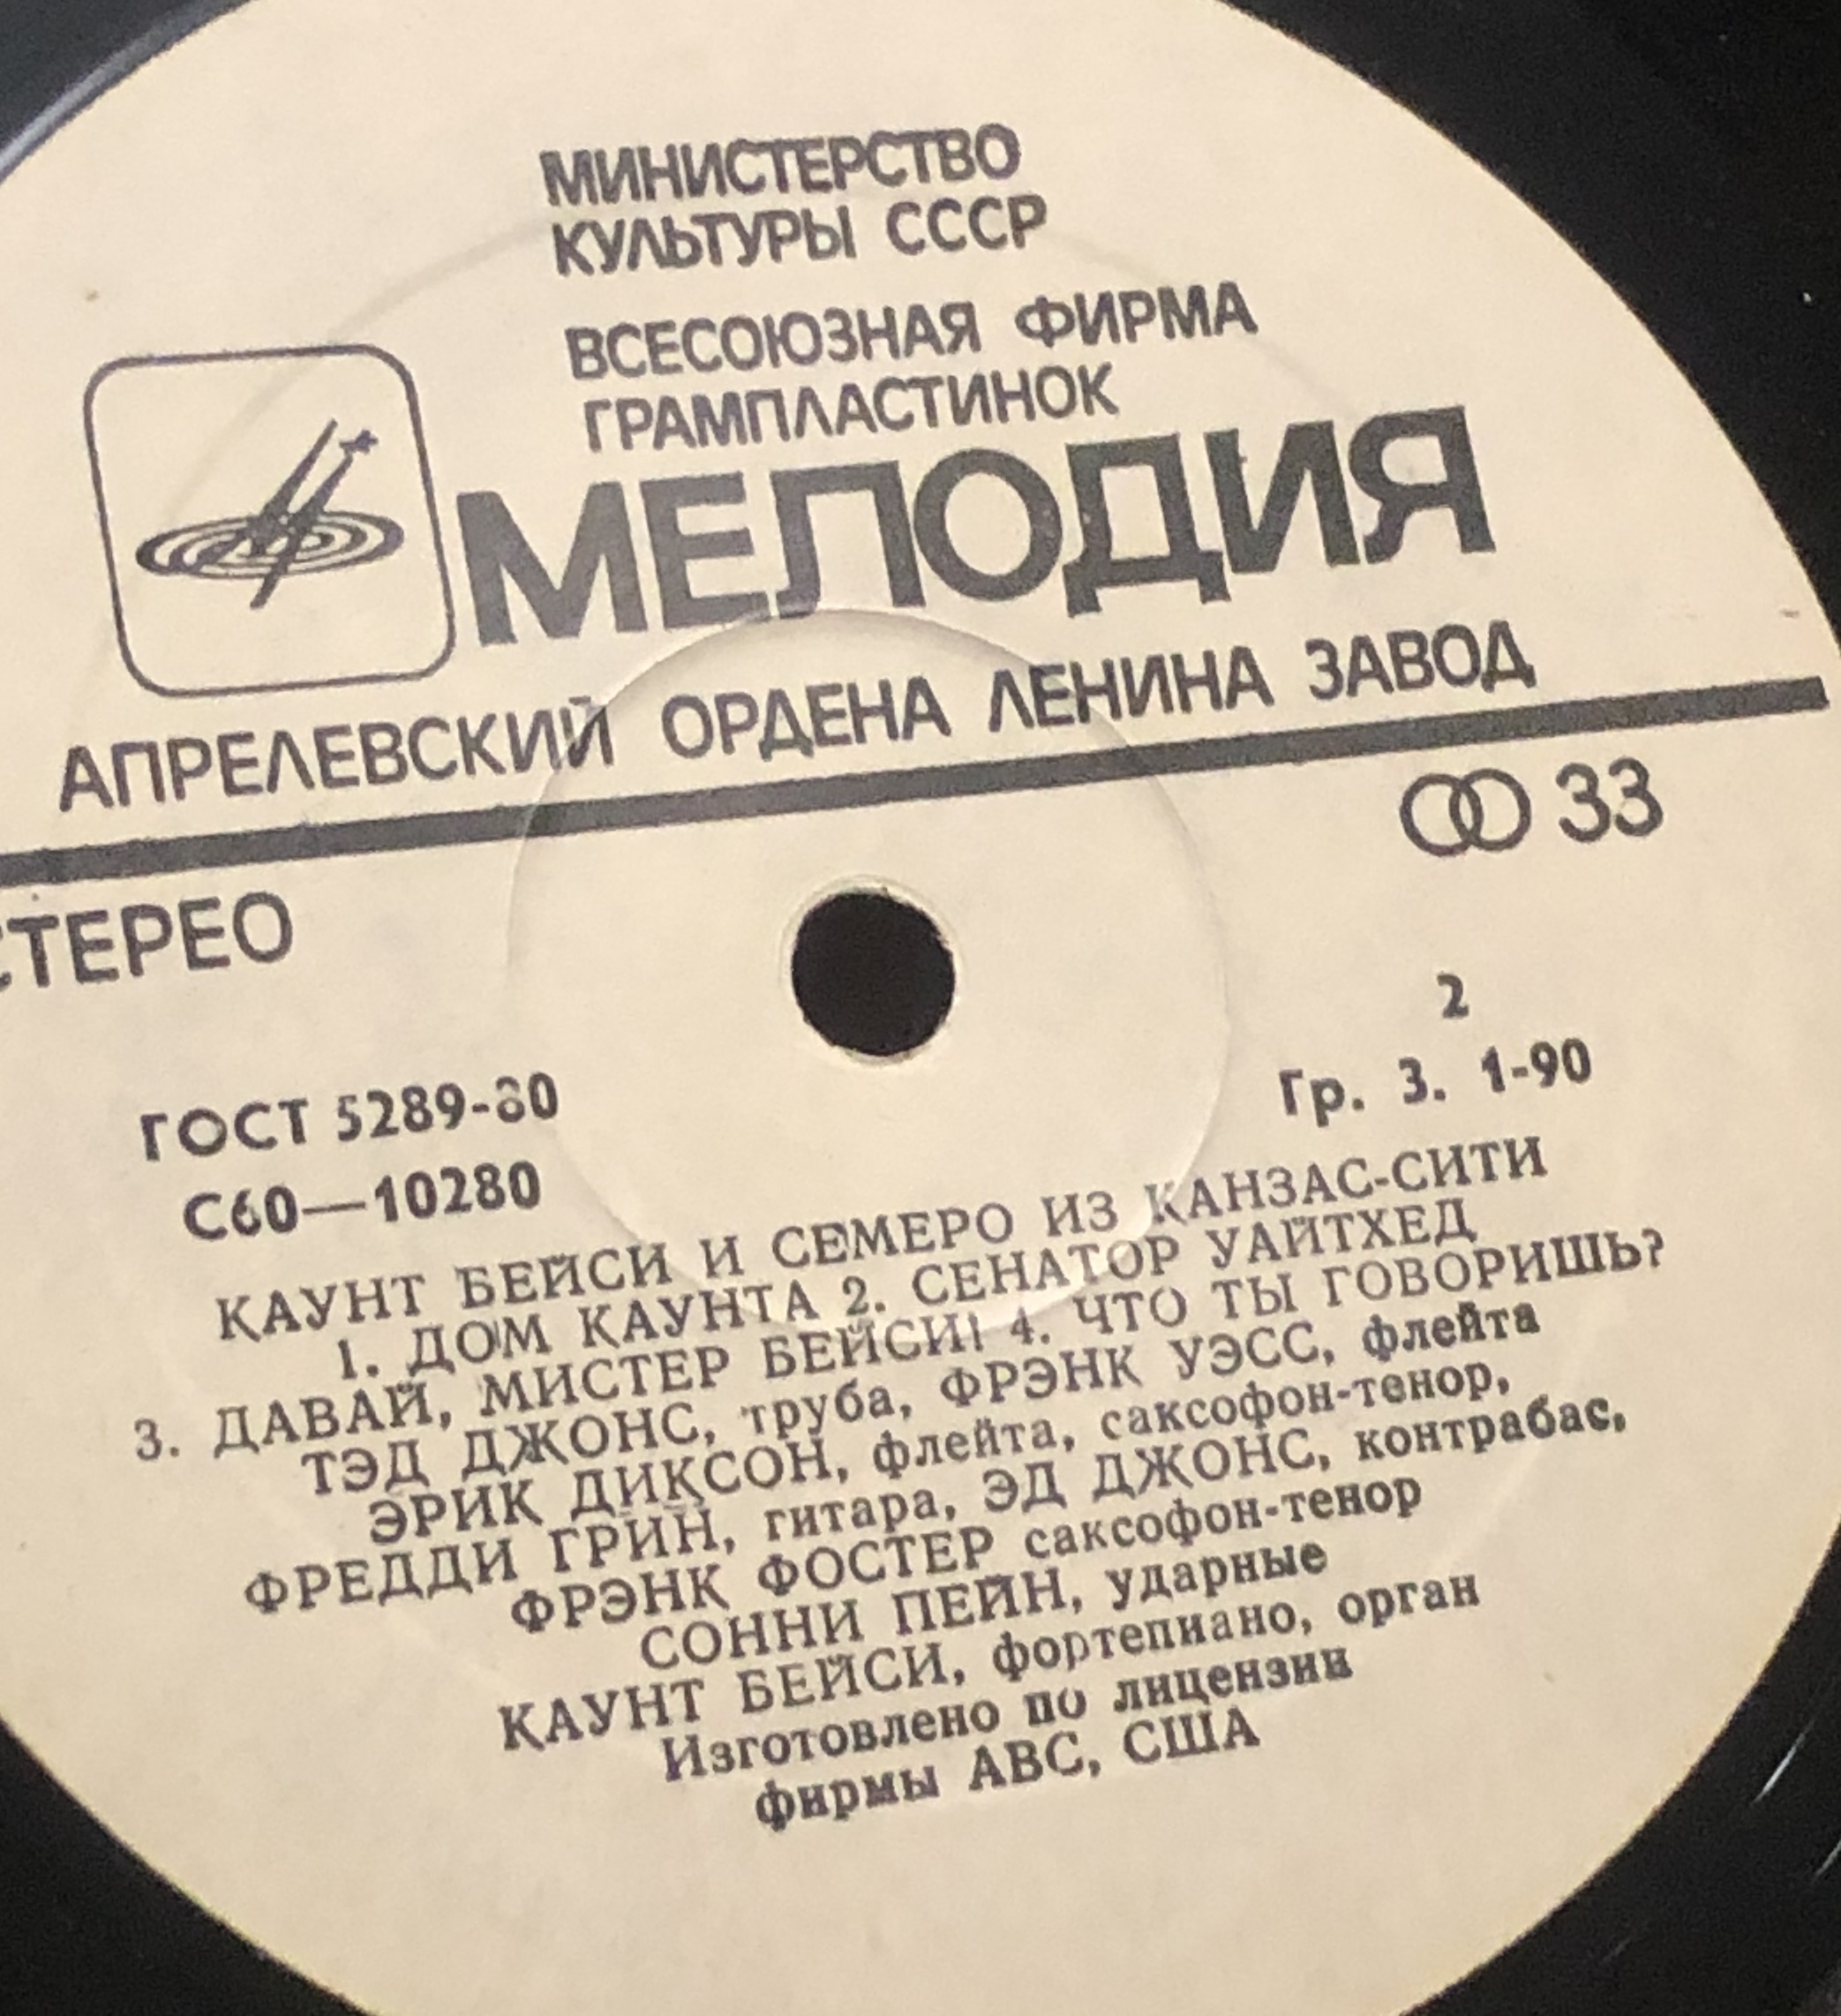 МИНИСТЕРСТВО
КУЛЬТУРЫ СССР
ВСЕСОЮЗНАЯ ФИРМА
ГРАМПЛАСТИНОК
МЕЛОДИЯ
АПРЕЛЕВСКИЙ ОРДЕНА ЛЕНИНА ЗАВОД
33
СТЕРЕО
2
ГОСТ 5289-80
Гр. 3. 1-90
С60—10280
КАУНТ БЕЙСИ И СЕМЕРО ИЗ КАНЗАС-СИТИ
1. ДОМ КАУНТА 2. СЕНАТОР УАЙТХЕД
3. ДАВАЙ, МИСТЕР БЕЙСИ! 4. ЧТО ТЫ ГОВОРИШЬ?
ТЭД ДЖОНС, труба, ФРЭНК УЭСС, флейта
ЭРИК ДИКСОН, флейта, саксофон-тенор,
ФРЕДДИ ГРИН, гитара, ЭД ДЖОНС, контрабас,
ФРЭНК ФОСТЕР саксофон-тенор
СОННИ ПЕЙН, ударные
КАУНТ БЕЙСИ, фортепиано, орган
Изготовлено по лицензии
фирмы ABC, США